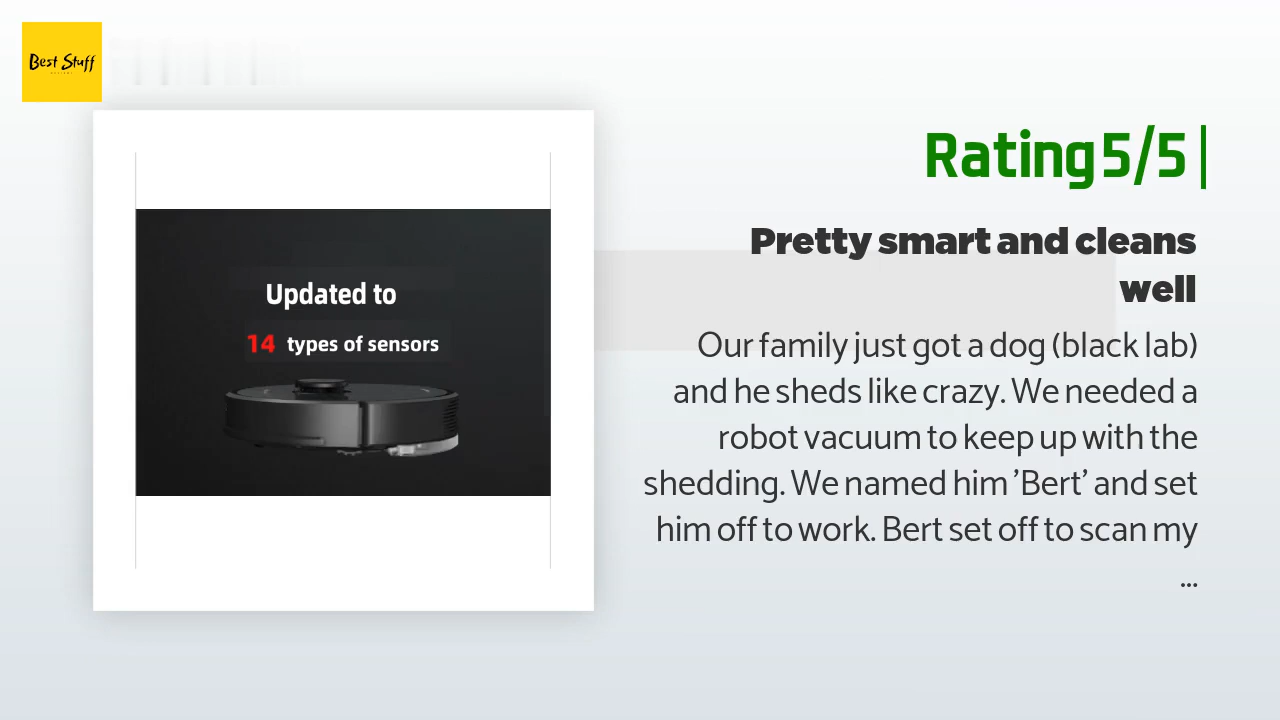 Best Stuff
Rating 5/5
Pretty smart and cleans
well
Updated to
14 types of sensors
Our family just got a dog (black lab)
and he sheds like crazy. We needed a
robot vacuum to keep up with the
shedding. We named him 'Bert' and set
him off to work. Bert set off to scan my
...